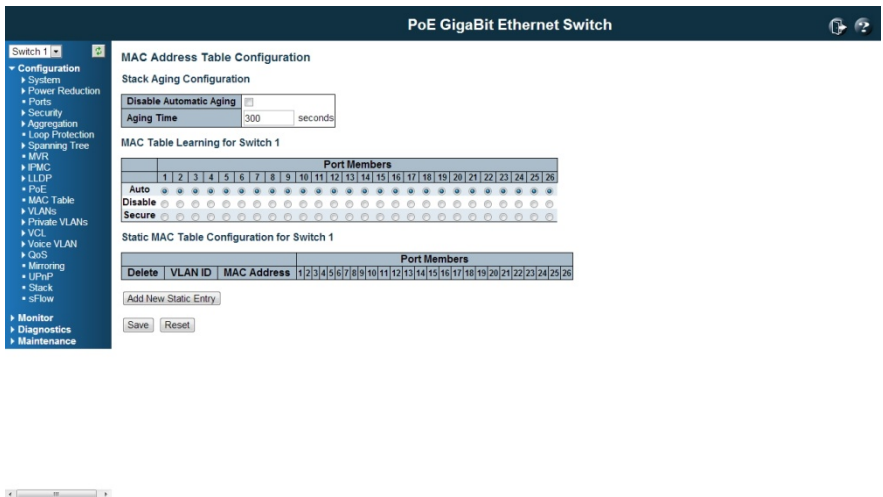 PoE GigaBit Ethernet Switch
Switch 1
Configuration
System
Power Reduction
Ports
Security
Aggregation
Loop Protection
Spanning Tree
MVR
IPMC
LLDP
PoE
MAC Table
VLANs
Private VLANs
VCL
Voice VLAN
QoS
Mirroring
UPnP
Stack
sFlow
Monitor
Diagnostics
Maintenance
MAC Address Table Configuration
Stack Aging Configuration
Disable Automatic Aging
Aging Time 300 seconds
MAC Table Learning for Switch 1
Port Members
1 2 3 4 5 6 7 8 9 10 11 12 13 14 15 16 17 18 19 20 21 22 23 24 25 26
Auto
Disable
Secure
Static MAC Table Configuration for Switch 1
Port Members
Delete VLAN ID MAC Address 1 2 3 4 5 6 7 8 9 10 11 12 13 14 15 16 17 18 19 20 21 22 23 24 25 26
Add New Static Entry
Save Reset